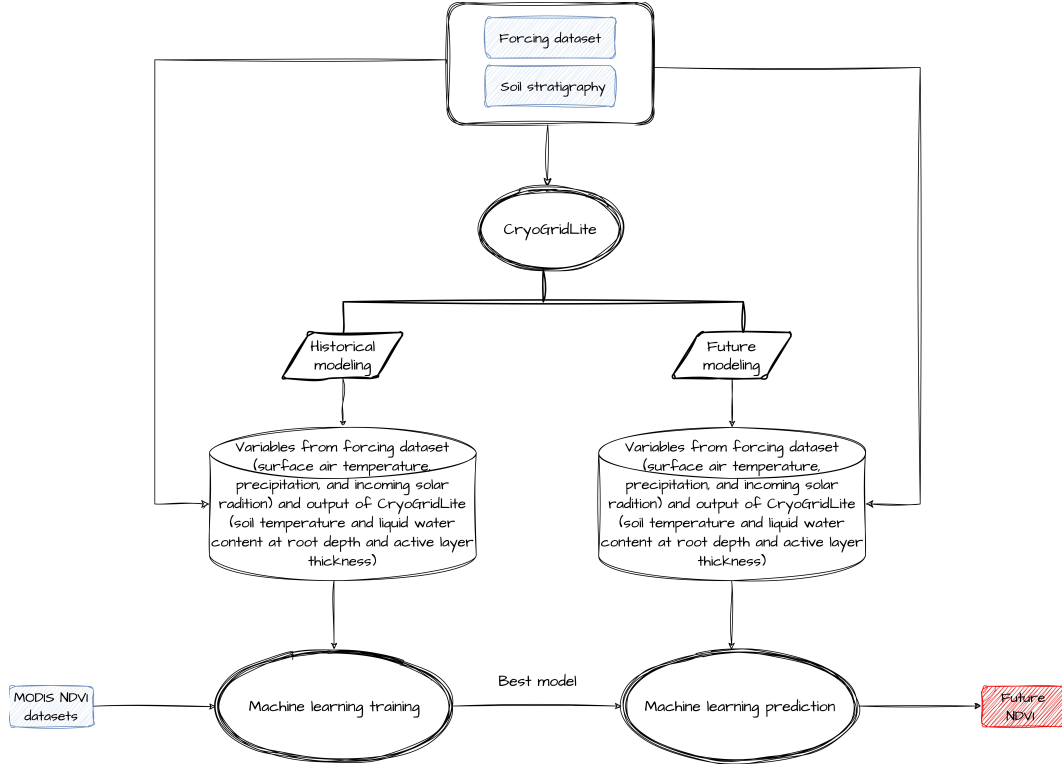 Forcing dataset
Soil stratigraphy
CryoGridLite
Historical
modeling
Future
modeling
Variables from forcing dataset
(surface air temperature,
precipitation, and incoming solar
radition) and output of CryoGridLite
(soil temperature and liquid water
content at root depth and active layer
thickness)
Variables from forcing dataset
(surface air temperature,
precipitation, and incoming solar
radition) and output of CryoGridLite
(soil temperature and liquid water
content at root depth and active layer
thickness)
MODIS NDVI
datasets
Machine learning training
Best model
Machine learning prediction
Future
NDVI